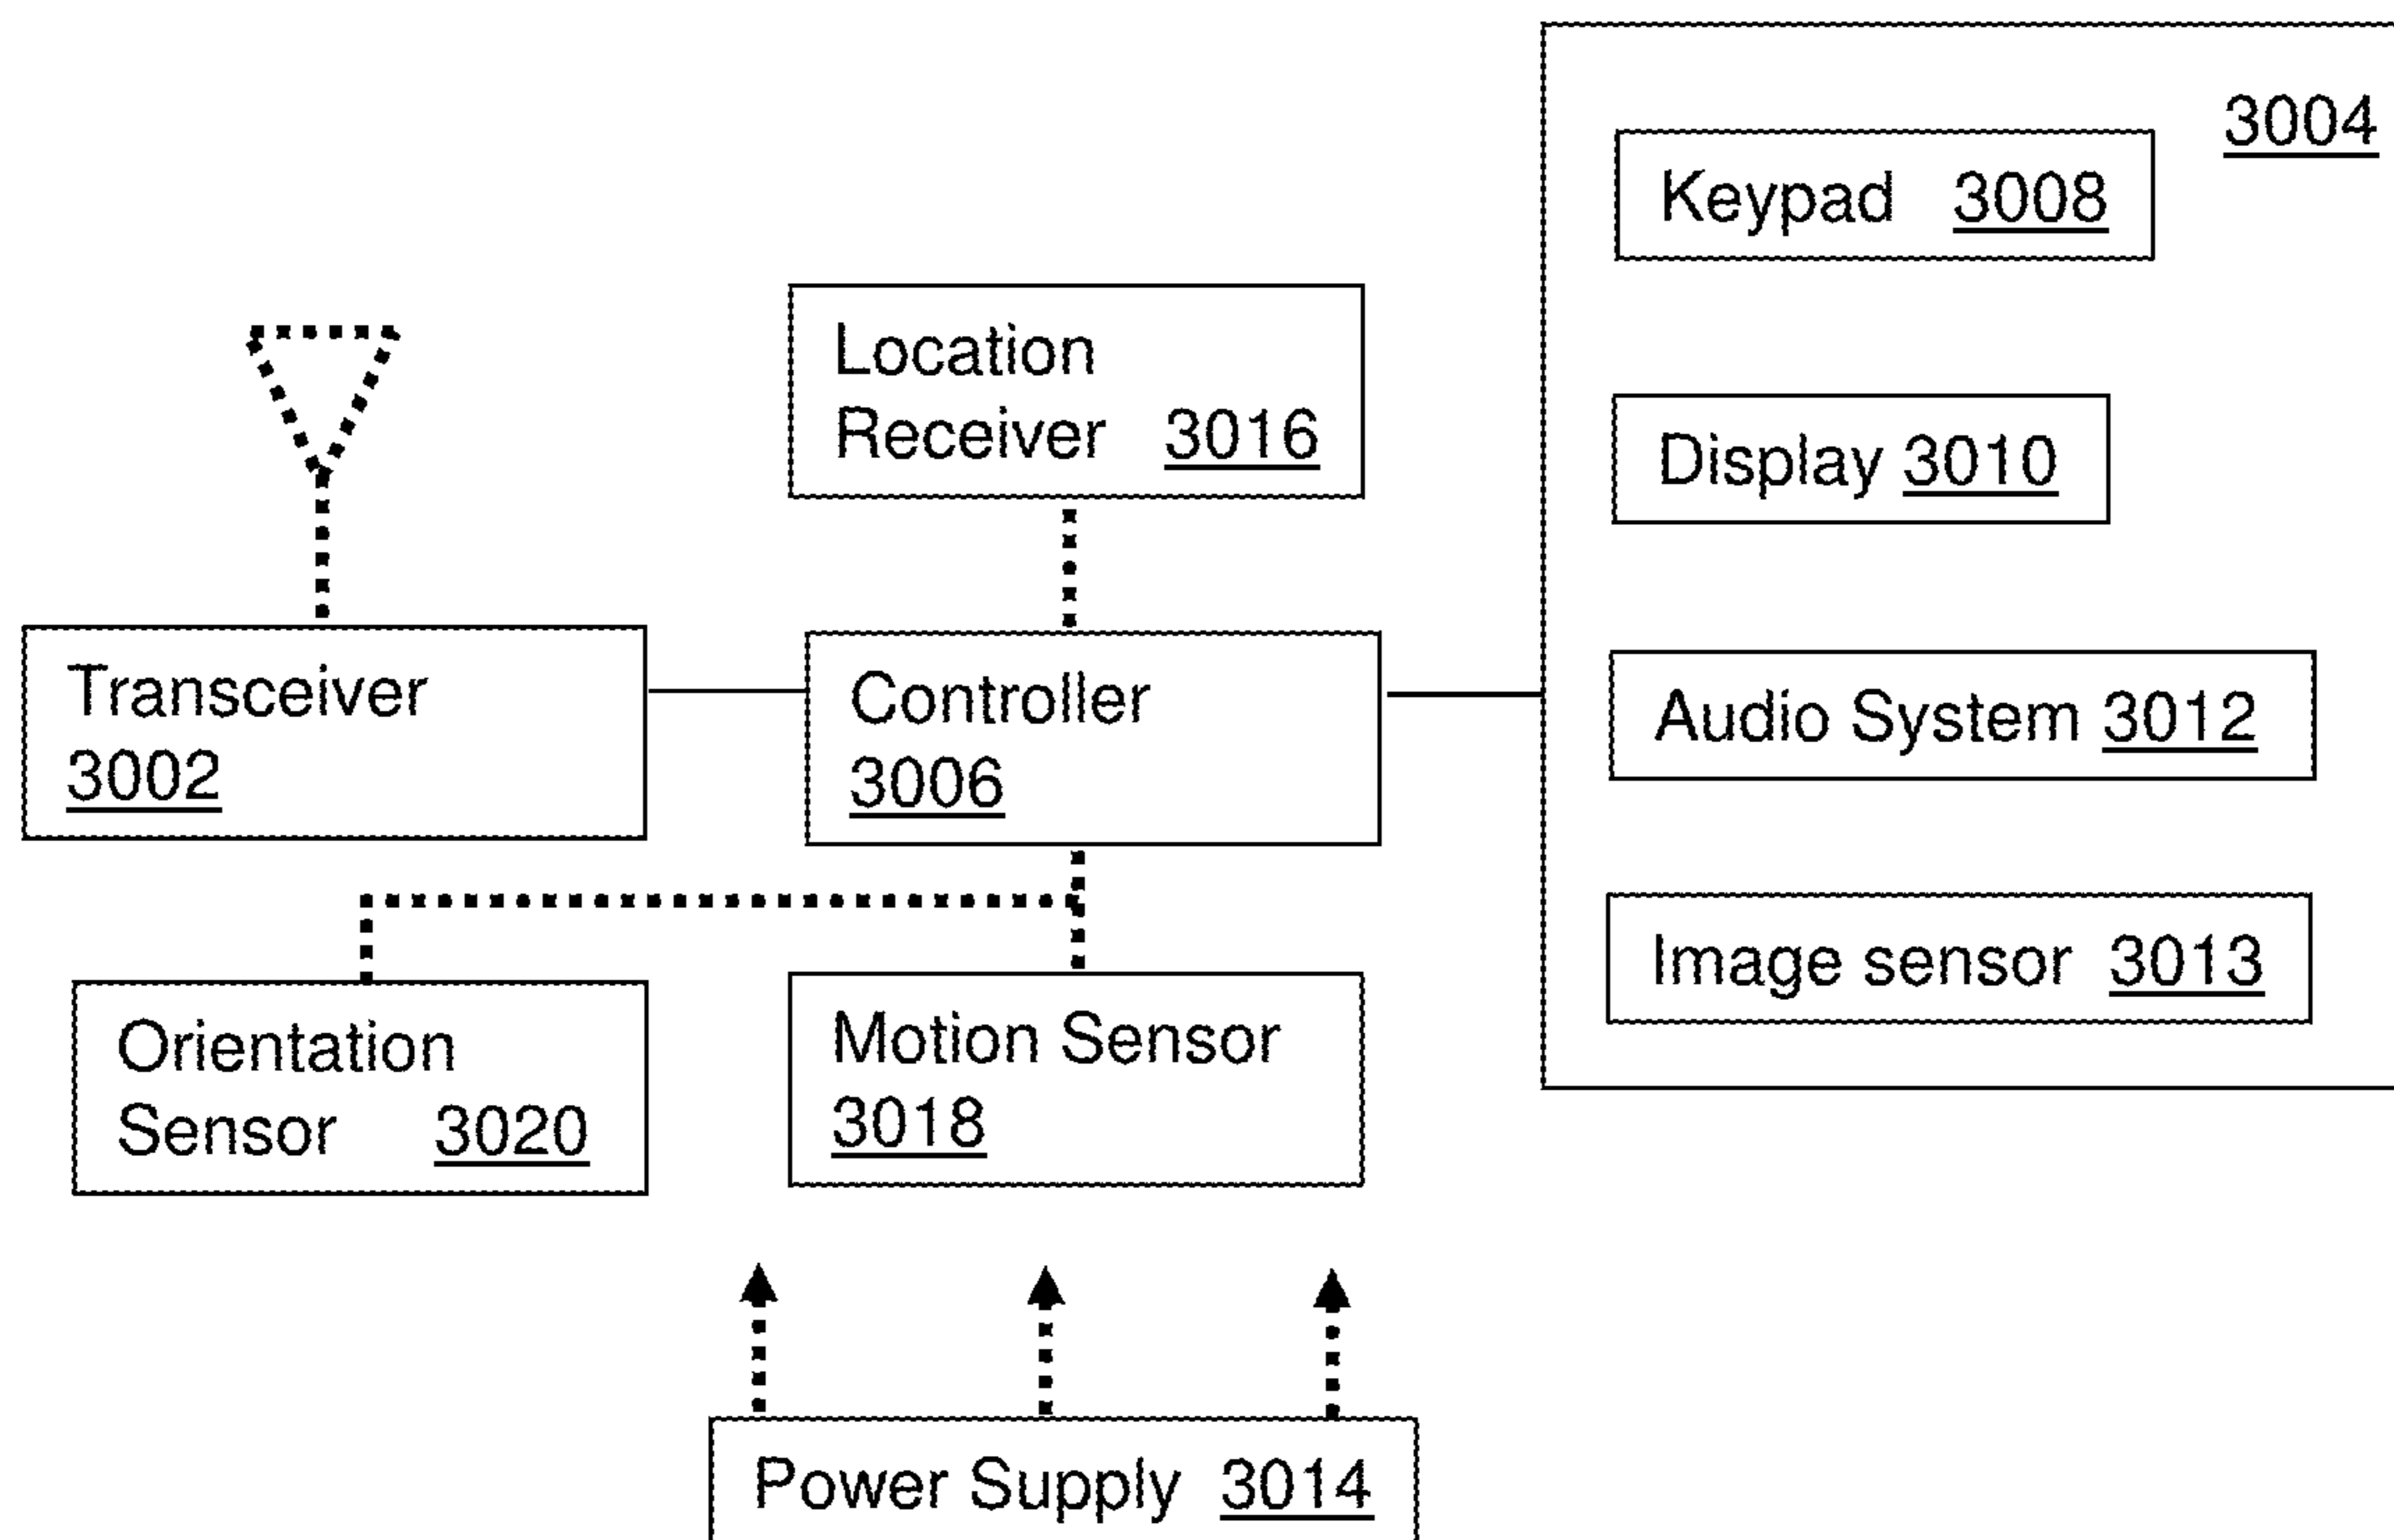 3004
Keypad 3008
Location
Receiver 3016
Display 3010
Transceiver
3002
Controller
3006
Audio System 3012
Image sensor 3013
Orientation
Sensor 3020
Motion Sensor
3018
Power Supply 3014